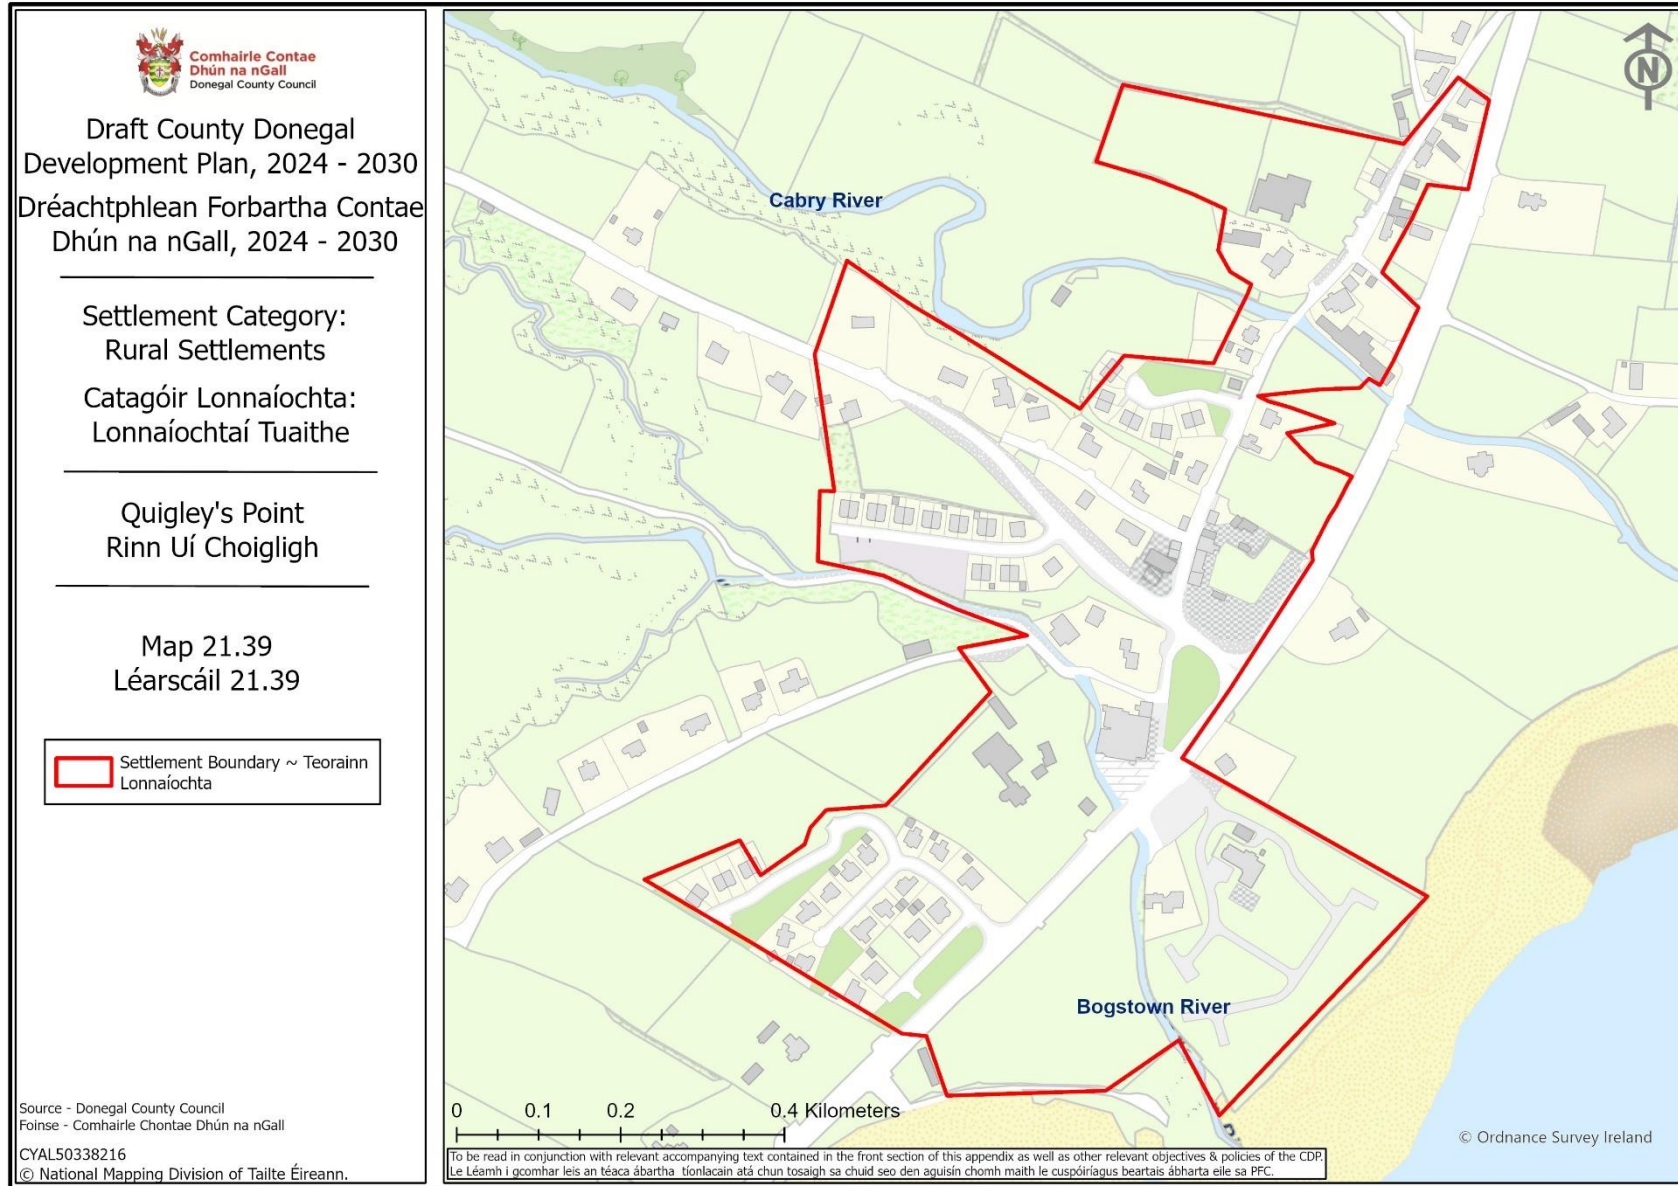 Comhairle Contae
Dhún na nGall
Donegal County Council
Draft County Donegal
Development Plan, 2024 - 2030
Dréachtphlean Forbartha Contae
Dhún na nGall, 2024 - 2030
Settlement Category:
Rural Settlements
Catagóir Lonnaíochta:
Lonnaíochtaí Tuaithe
Quigley's Point
Rinn Uí Choigligh
Map 21.39
Léarscáil 21.39
Settlement Boundary ~ Teorainn
Lonnaíochta
Source - Donegal County Council
Foinse - Comhairle Chontae Dhún na nGall
CYAL50338216
© National Mapping Division of Tailte Éireann.
N
Cabry River
Bogstown River
0 0.1 0.2 0.4 Kilometers
© Ordnance Survey Ireland
To be read in conjunction with relevant accompanying text contained in the front section of this appendix as well as other relevant objectives & policies of the CDP.
Le Léamh i gcomhar leis an téaca ábartha tíonlacain atá chun tosaigh sa chuid seo den aguisín chomh maith le cuspóiríagus beartais ábharta eile sa PFC.